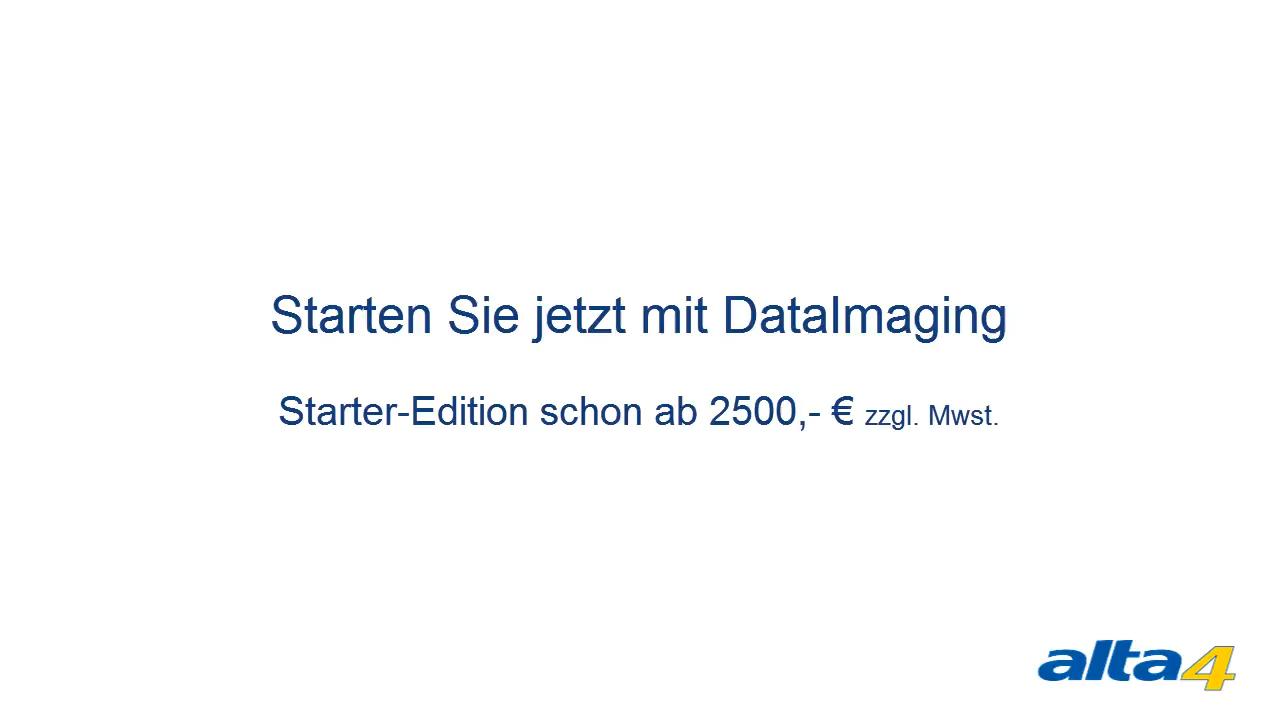 Starten Sie jetzt mit DataImaging
Starter-Edition schon ab 2500,- € zzgl. Mwst.
alta4